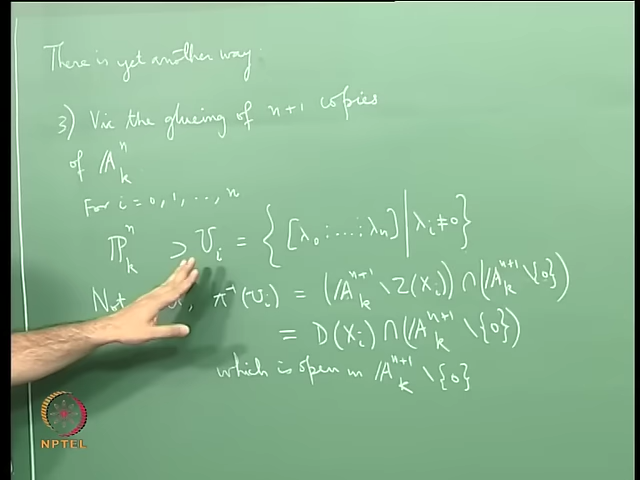 There is yet another way:
3) Via the glueing of n+1 copies
of 𝔸ⁿₖ
For i = 0, 1, ..., n
ℙⁿₖ ⊃ Uᵢ = { [λ₀ : ... : λₙ] | λᵢ ≠ 0 }
Not π⁻¹(Uᵢ) = (𝔸ⁿ⁺¹ₖ \ Z(Xᵢ)) ∩ (𝔸ⁿ⁺¹ₖ \ {0})
= D(Xᵢ) ∩ (𝔸ⁿ⁺¹ₖ \ {0})
which is open in 𝔸ⁿ⁺¹ₖ \ {0}
NPTEL